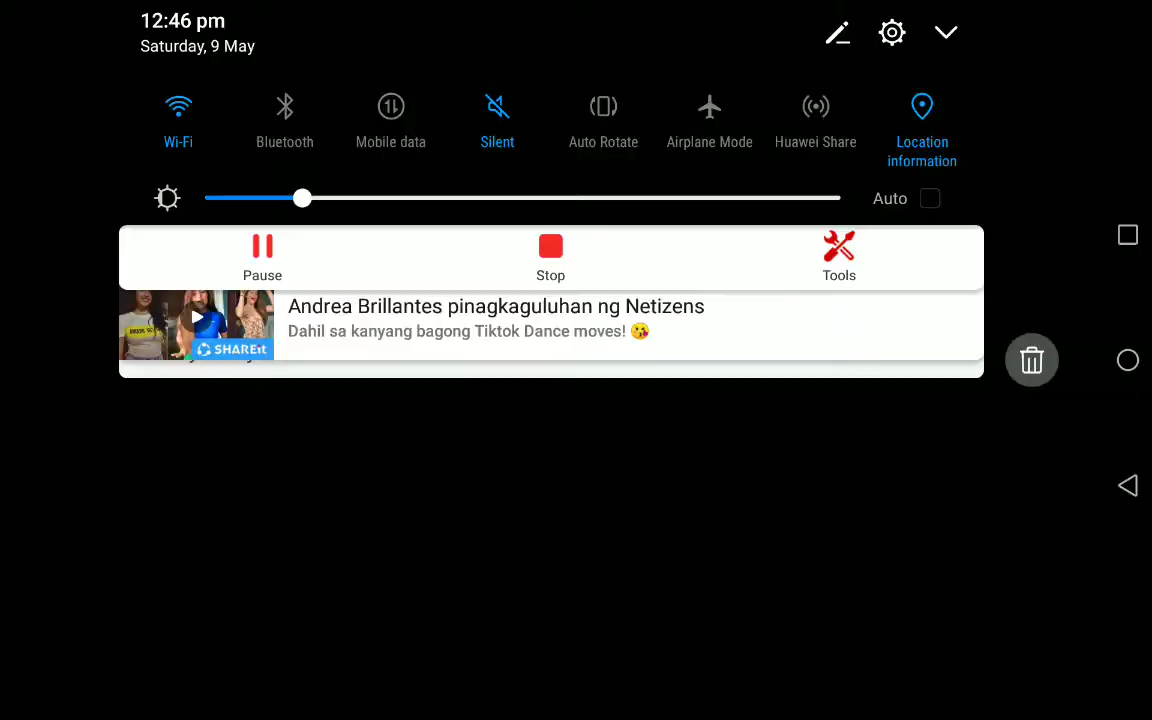 12:46 pm
Saturday, 9 May
Wi-Fi
Bluetooth
Mobile data
Silent
Auto Rotate
Airplane Mode
Huawei Share
Location
information
Auto
Pause
Stop
Tools
Andrea Brillantes pinagkaguluhan ng Netizens
Dahil sa kanyang bagong Tiktok Dance moves! 😘
SHAREit